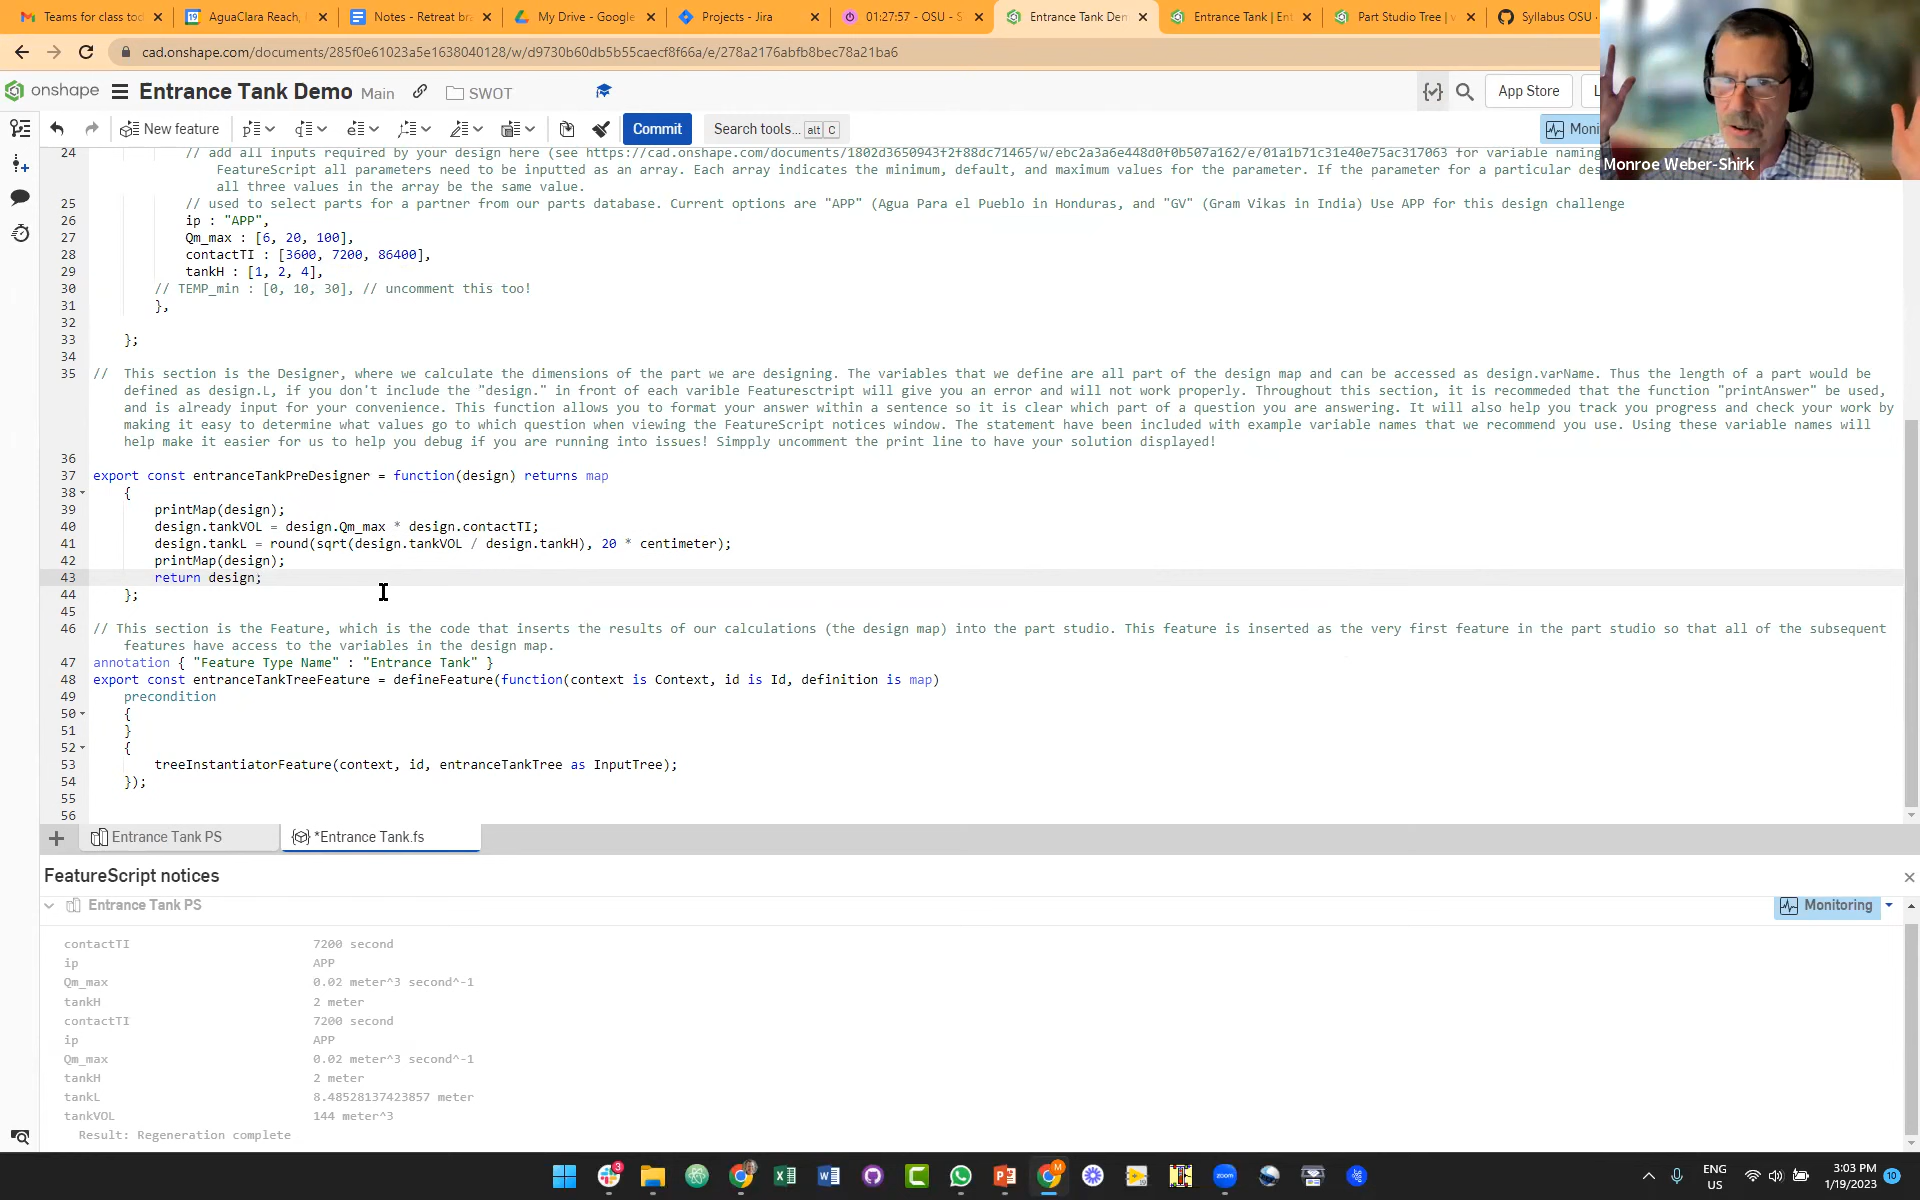 Teams for class tod
AguaClara Reach,
Notes - Retreat br
My Drive - Google
Projects - Jira
01:27:57 - OSU - S
Entrance Tank Den
Entrance Tank | Ent
Part Studio Tree | v
Syllabus OSU
cad.onshape.com/documents/285f0e61023a5e1638040128/w/d9730b60db5b55caecf8f66a/e/278a2176abfb8bec78a21ba6
onshape Entrance Tank Demo Main SWOT App Store
New feature Commit Search tools... alt C Moni
Monroe Weber-Shirk
24 // add all inputs required by your design here (see https://cad.onshape.com/documents/1802d3650943f2f88dc71465/w/ebc2a3a6e448d0f0b507a162/e/01a1b71c31e40e75ac317063 for variable naming
FeatureScript all parameters need to be inputted as an array. Each array indicates the minimum, default, and maximum values for the parameter. If the parameter for a particular des
all three values in the array be the same value.
25 // used to select parts for a partner from our parts database. Current options are "APP" (Agua Para el Pueblo in Honduras, and "GV" (Gram Vikas in India) Use APP for this design challenge
26 ip : "APP",
27 Qm_max : [6, 20, 100],
28 contactTI : [3600, 7200, 86400],
29 tankH : [1, 2, 4],
30 // TEMP_min : [0, 10, 30], // uncomment this too!
31 },
32
33 };
34
35 // This section is the Designer, where we calculate the dimensions of the part we are designing. The variables that we define are all part of the design map and can be accessed as design.varName. Thus the length of a part would be
defined as design.L, if you don't include the "design." in front of each varible Featuresctript will give you an error and will not work properly. Throughout this section, it is recommeded that the function "printAnswer" be used,
and is already input for your convenience. This function allows you to format your answer within a sentence so it is clear which part of a question you are answering. It will also help you track you progress and check your work by
making it easy to determine what values go to which question when viewing the FeatureScript notices window. The statement have been included with example variable names that we recommend you use. Using these variable names will
help make it easier for us to help you debug if you are running into issues! Simpply uncomment the print line to have your solution displayed!
36
37 export const entranceTankPreDesigner = function(design) returns map
38 {
39 printMap(design);
40 design.tankVOL = design.Qm_max * design.contactTI;
41 design.tankL = round(sqrt(design.tankVOL / design.tankH), 20 * centimeter);
42 printMap(design);
43 return design;
44 };
45
46 // This section is the Feature, which is the code that inserts the results of our calculations (the design map) into the part studio. This feature is inserted as the very first feature in the part studio so that all of the subsequent
features have access to the variables in the design map.
47 annotation { "Feature Type Name" : "Entrance Tank" }
48 export const entranceTankTreeFeature = defineFeature(function(context is Context, id is Id, definition is map)
49 precondition
50 {
51 }
52 {
53 treeInstantiatorFeature(context, id, entranceTankTree as InputTree);
54 });
55
56
Entrance Tank PS *Entrance Tank.fs
FeatureScript notices
Entrance Tank PS Monitoring
contactTI 7200 second
ip APP
Qm_max 0.02 meter^3 second^-1
tankH 2 meter
contactTI 7200 second
ip APP
Qm_max 0.02 meter^3 second^-1
tankH 2 meter
tankL 8.48528137423857 meter
tankVOL 144 meter^3
Result: Regeneration complete
ENG
US
3:03 PM
1/19/2023
10